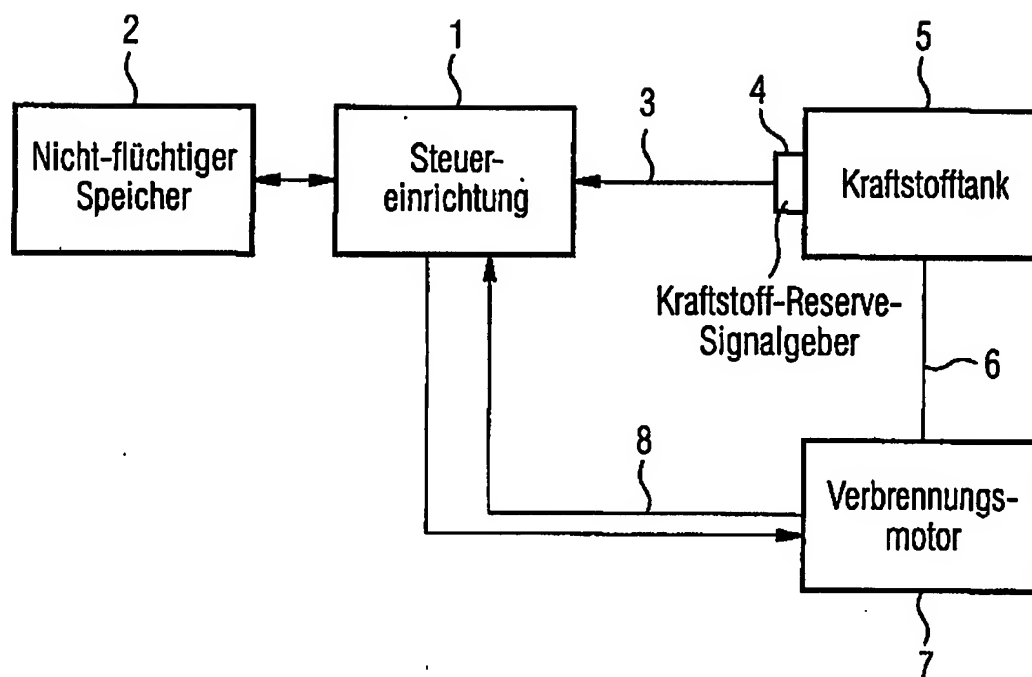 2
1
5
4
3
Nicht-flüchtiger
Speicher
Steuer-
einrichtung
Kraftstofftank
Kraftstoff-Reserve-
Signalgeber
6
8
Verbrennungs-
motor
7